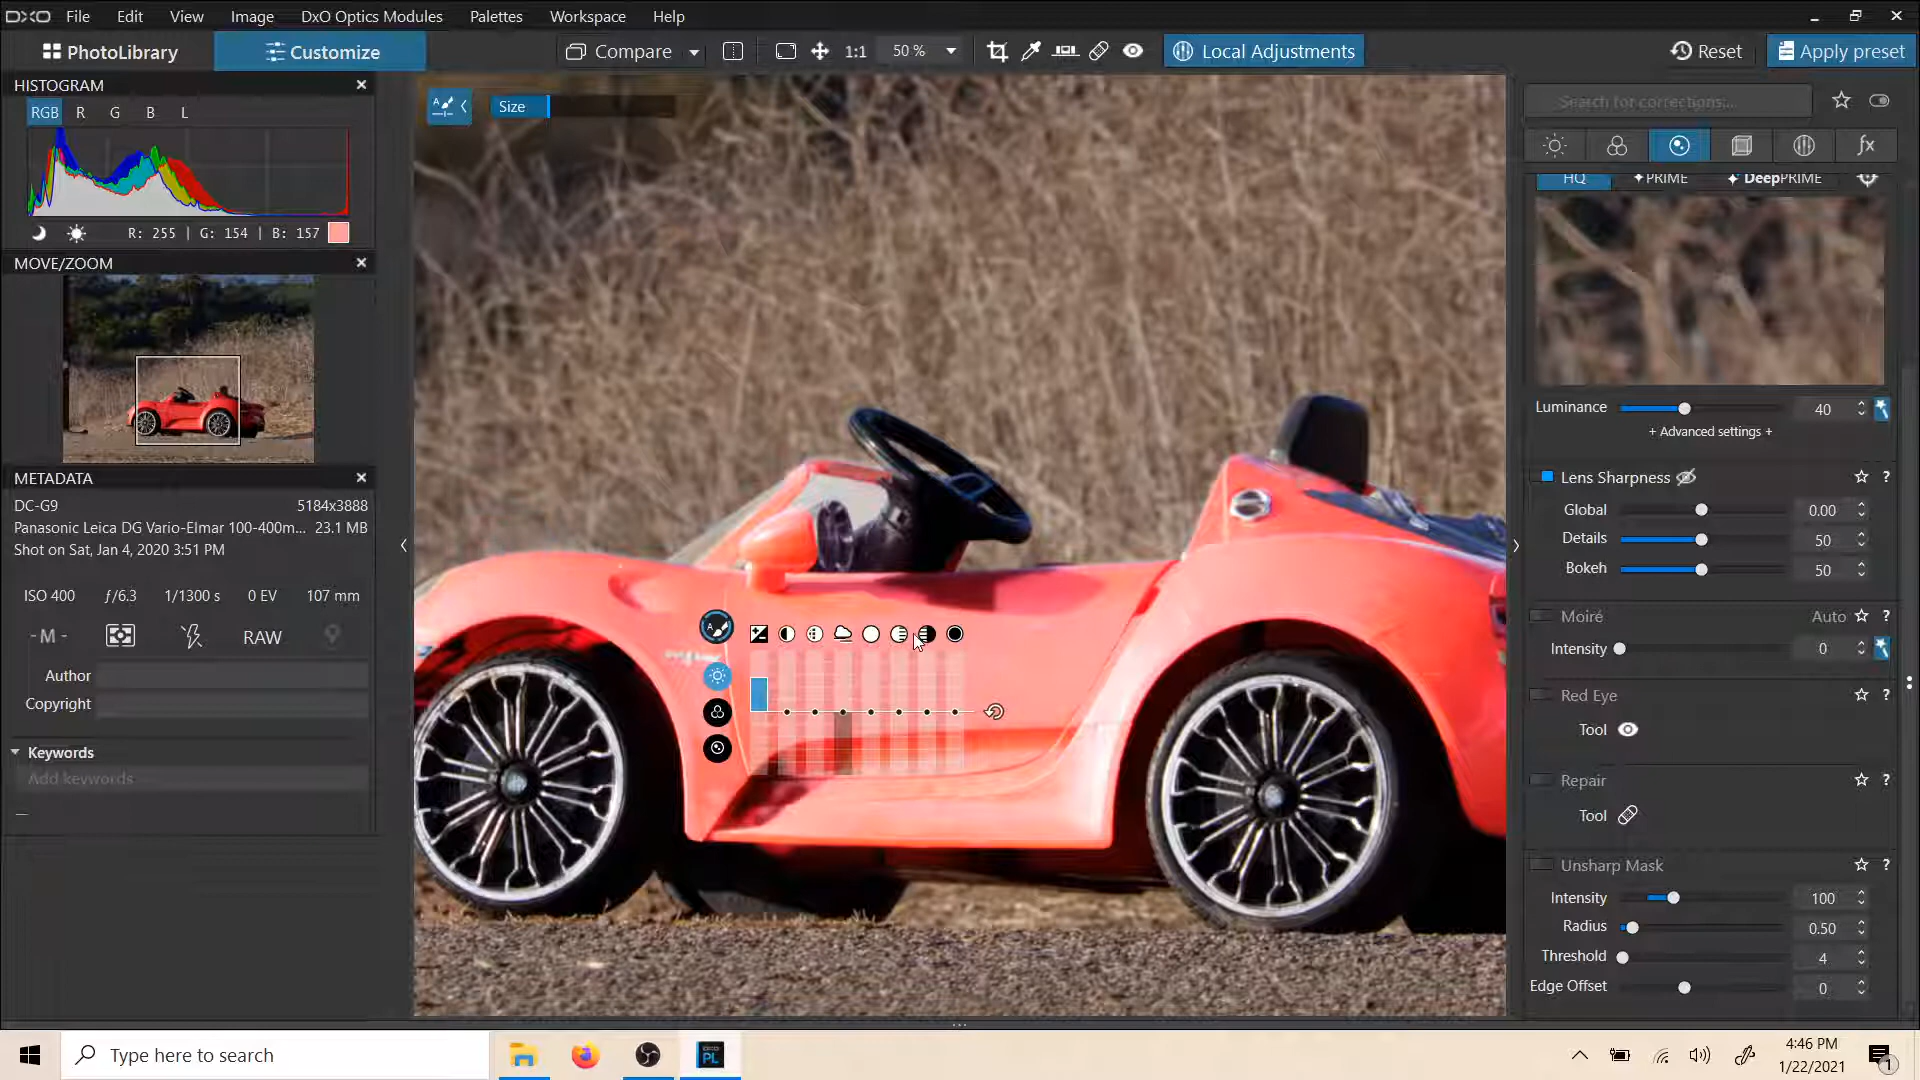 DXO File Edit View Image DxO Optics Modules Palettes Workspace Help
PhotoLibrary Customize Compare 1:1 50 % Local Adjustments Reset Apply preset
HISTOGRAM
RGB R G B L
R: 255 | G: 154 | B: 157
MOVE/ZOOM
METADATA
DC-G9 5184x3888
Panasonic Leica DG Vario-Elmar 100-400m... 23.1 MB
Shot on Sat, Jan 4, 2020 3:51 PM
ISO 400 ƒ/6.3 1/1300 s 0 EV 107 mm
-M- RAW
Author
Copyright
Keywords
Add keywords
Size
A
Search for corrections...
fx
HQ PRIME DeepPRIME
Luminance 40
+ Advanced settings +
Lens Sharpness ?
Global 0.00
Details 50
Bokeh 50
Moiré Auto ?
Intensity 0
Red Eye ?
Tool
Repair ?
Tool
Unsharp Mask ?
Intensity 100
Radius 0.50
Threshold 4
Edge Offset 0
Type here to search
PL
4:46 PM
1/22/2021
1